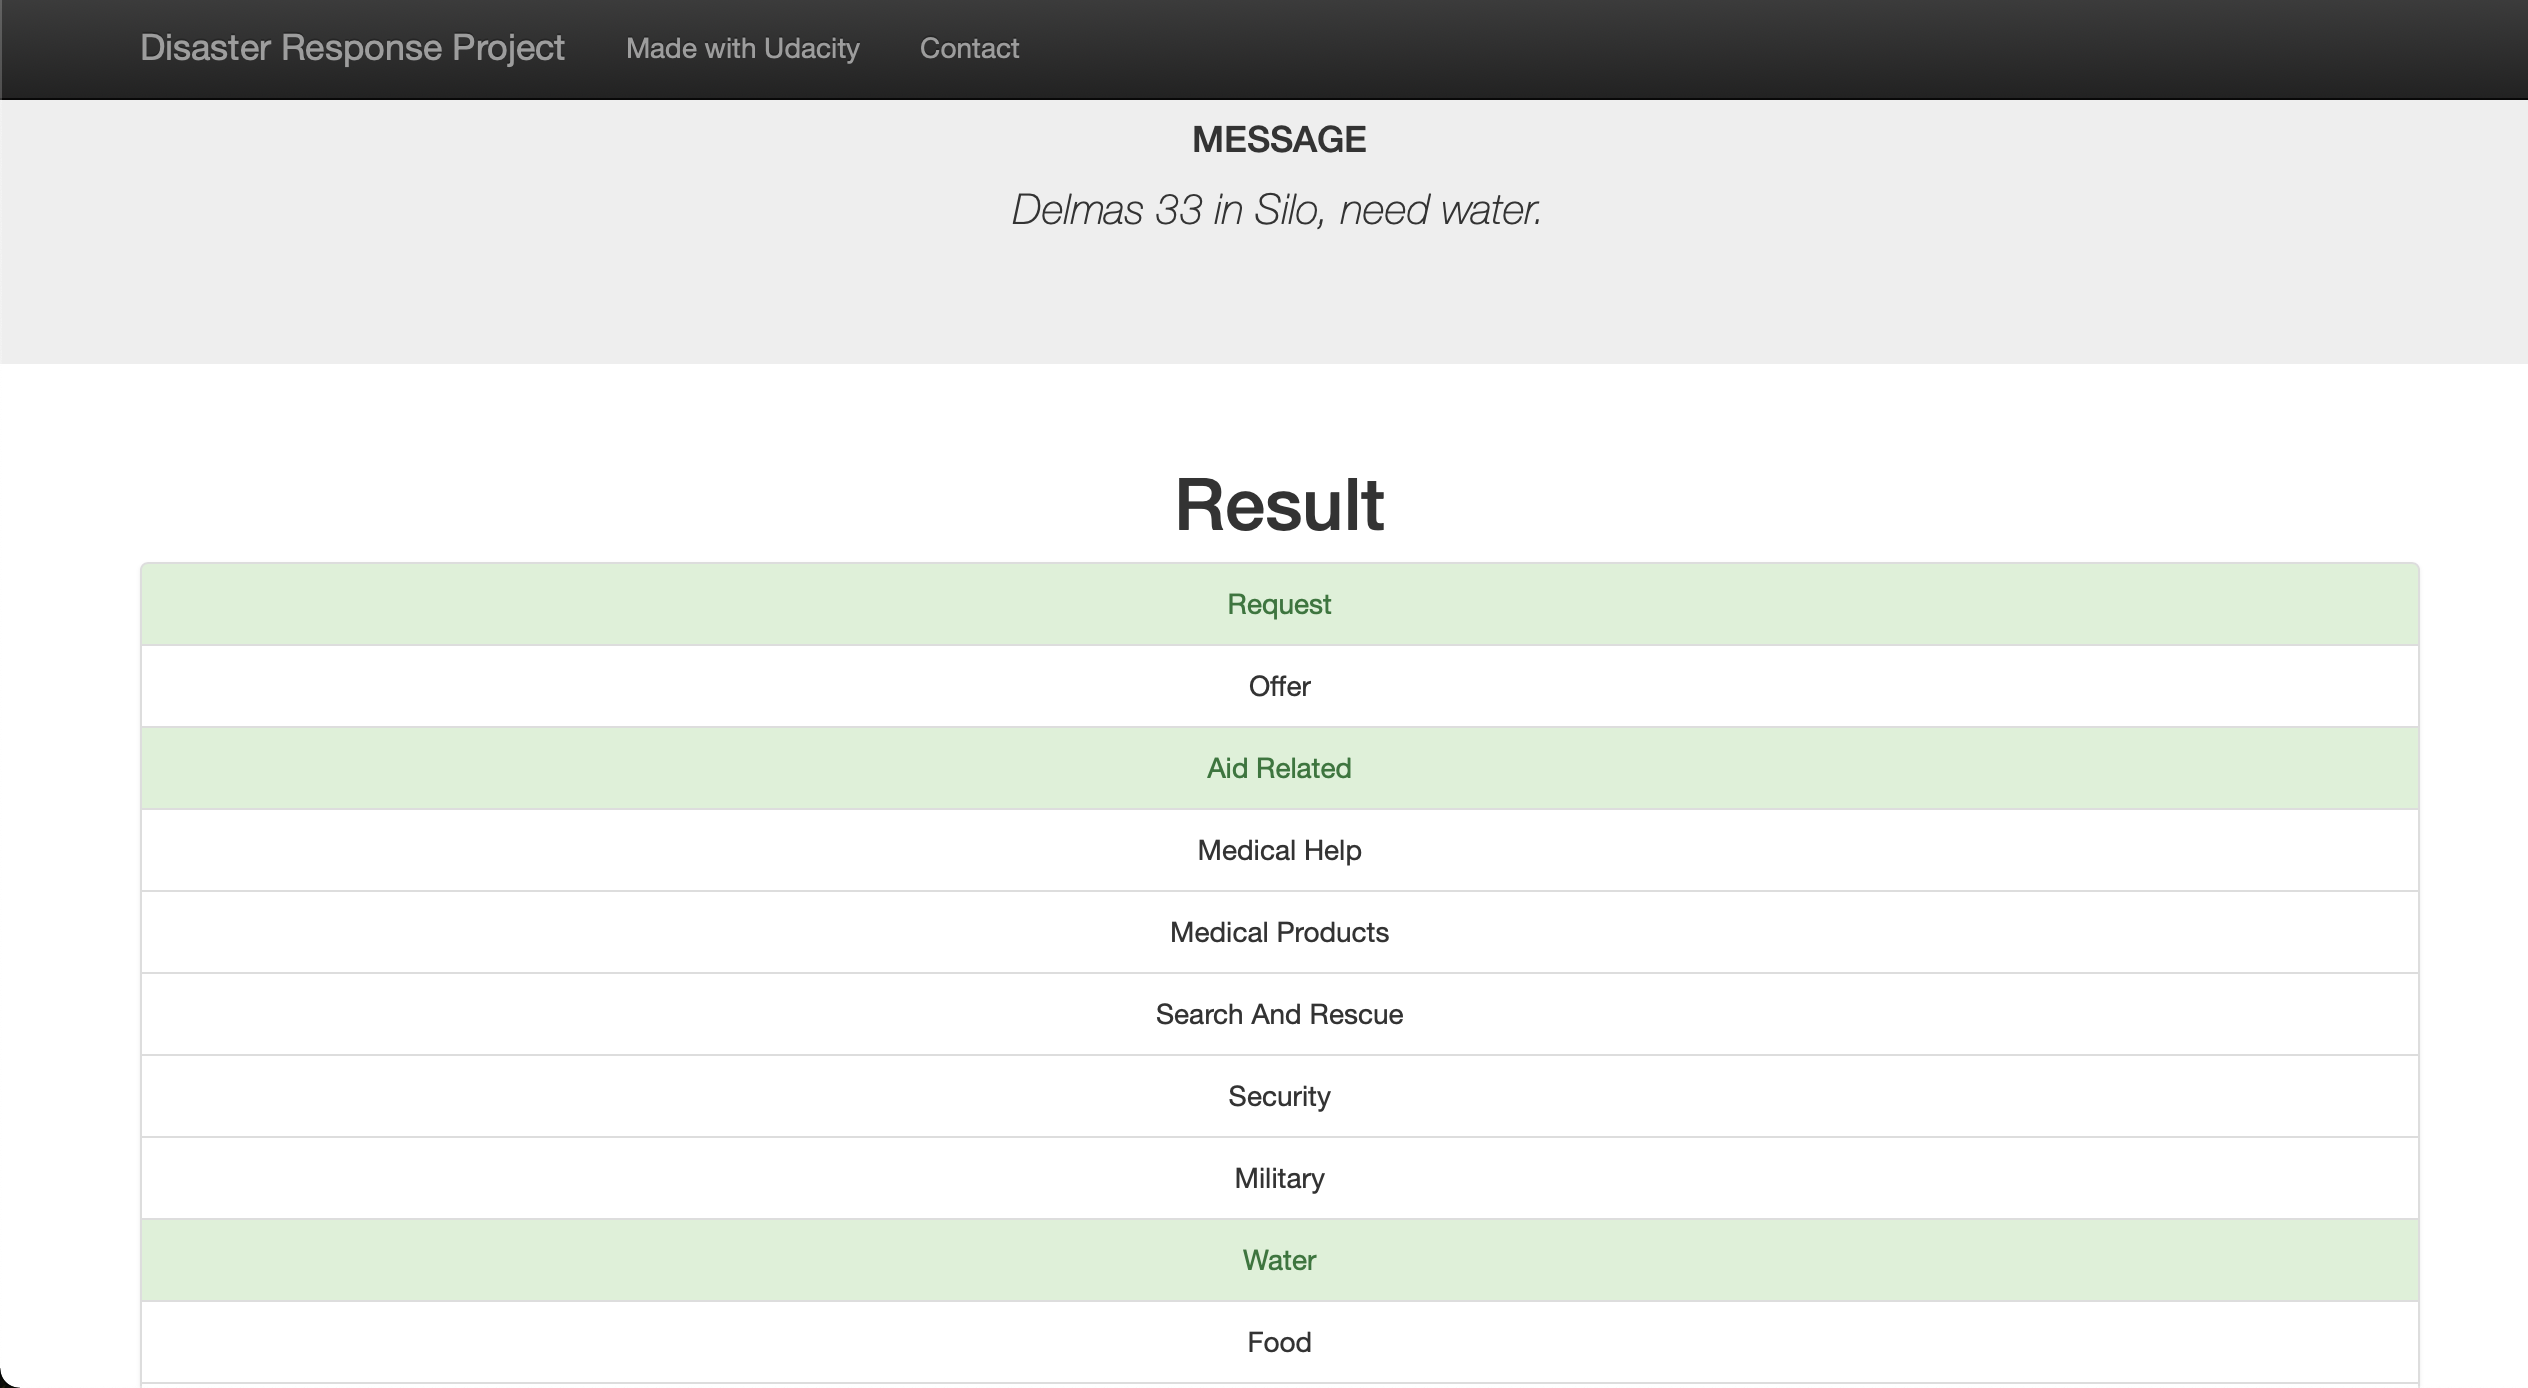 Disaster Response Project Made with Udacity Contact
MESSAGE
Delmas 33 in Silo, need water.
Result
Request
Offer
Aid Related
Medical Help
Medical Products
Search And Rescue
Security
Military
Water
Food